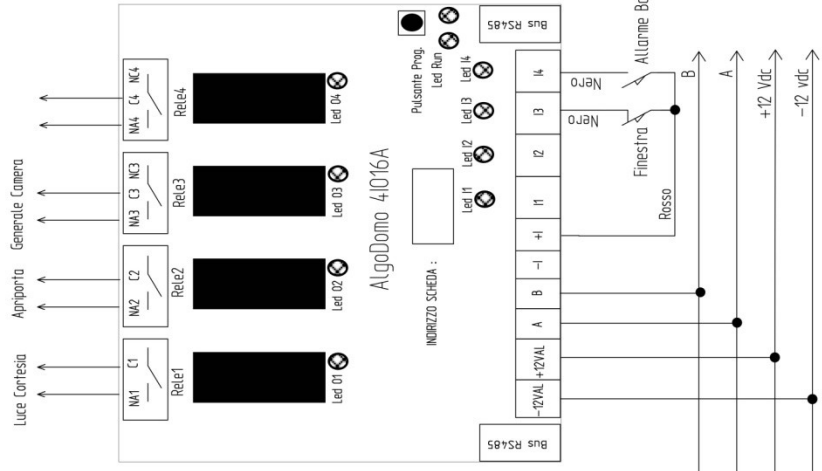 Luce Cortesia
Apriporta
Generale Camera
NA1 C1
NA2 C2
NA3 C3 NC3
NA4 C4 NC4
Rele1
Rele2
Rele3
Rele4
Led O1
Led O2
Led O3
Led O4
AlgoDomo 4I016A
Pulsante Prog.
Led Run
INDIRIZZO SCHEDA :
Led I1
Led I2
Led I3
Led I4
Bus RS485
Bus RS485
-12VAL
+12VAL
A
B
-I
+I
I1
I2
I3
I4
Nero
Nero
Rosso
Finestra
Allarme
B
A
+12 Vdc
-12 vdc